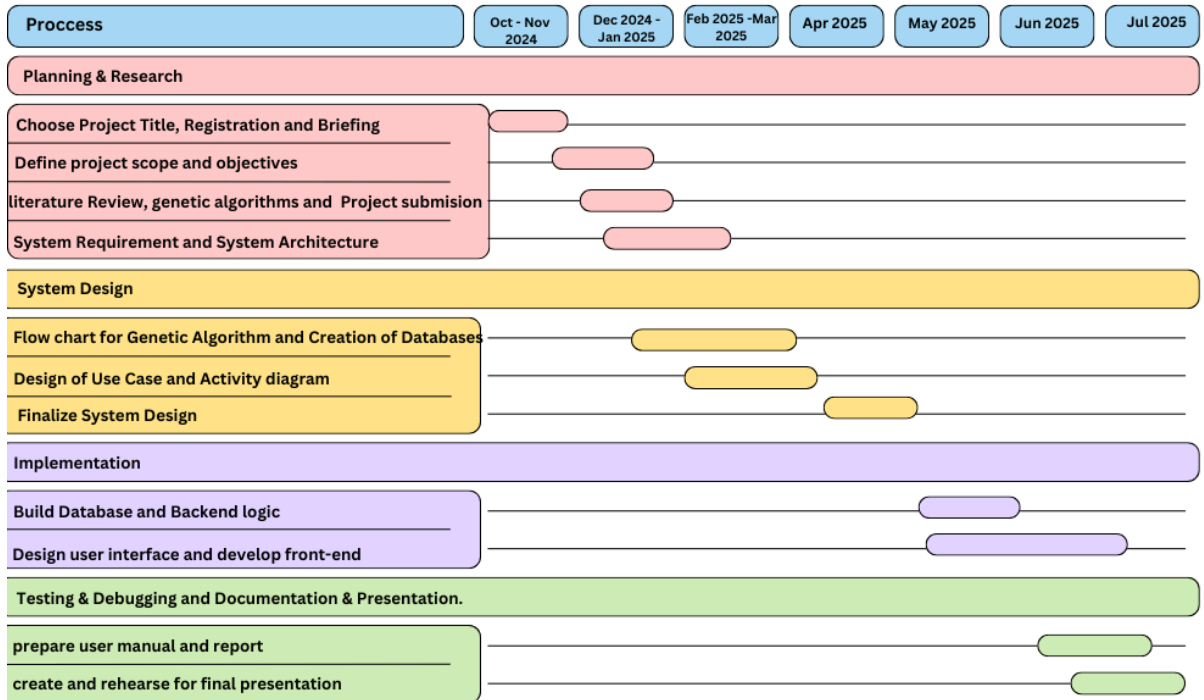 Proccess
Oct - Nov
2024
Dec 2024 -
Jan 2025
Feb 2025 -Mar
2025
Apr 2025
May 2025
Jun 2025
Jul 2025
Planning & Research
Choose Project Title, Registration and Briefing
Define project scope and objectives
literature Review, genetic algorithms and Project submision
System Requirement and System Architecture
System Design
Flow chart for Genetic Algorithm and Creation of Databases
Design of Use Case and Activity diagram
Finalize System Design
Implementation
Build Database and Backend logic
Design user interface and develop front-end
Testing & Debugging and Documentation & Presentation.
prepare user manual and report
create and rehearse for final presentation